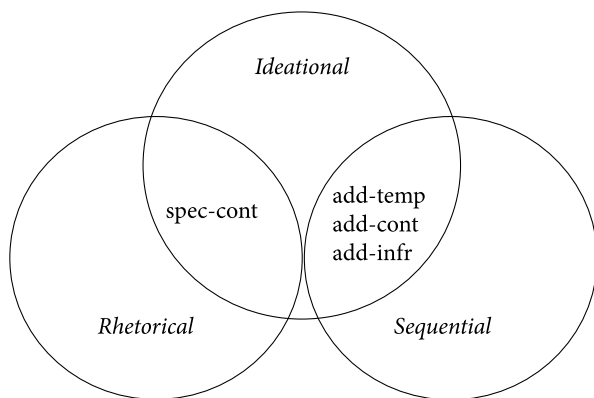 Ideational
spec-cont
add-temp
add-cont
add-infr
Rhetorical
Sequential